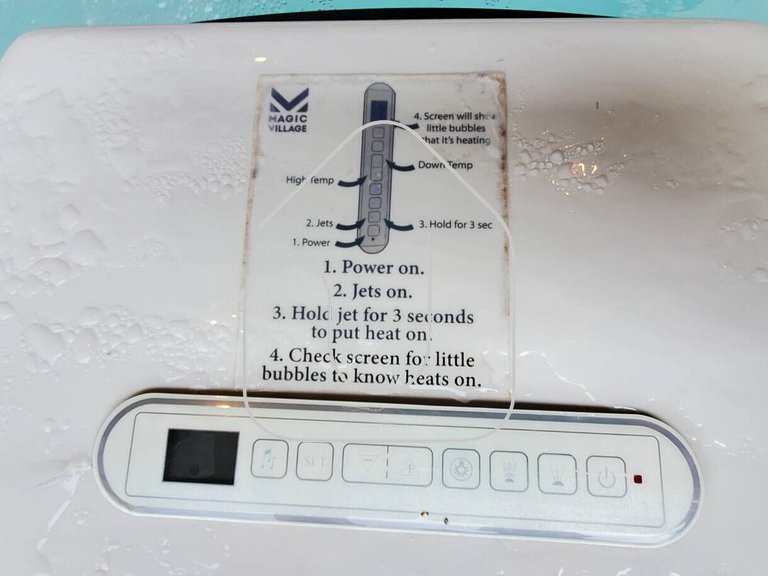 MAGIC
VILLAGE
4. Screen will show
little bubbles
that it's heating
Down Temp
High Temp
2. Jets
3. Hold for 3 sec
1. Power
1. Power on.
2. Jets on.
3. Hold jet for 3 seconds
to put heat on.
4. Check screen for little
bubbles to know heats on.
SET